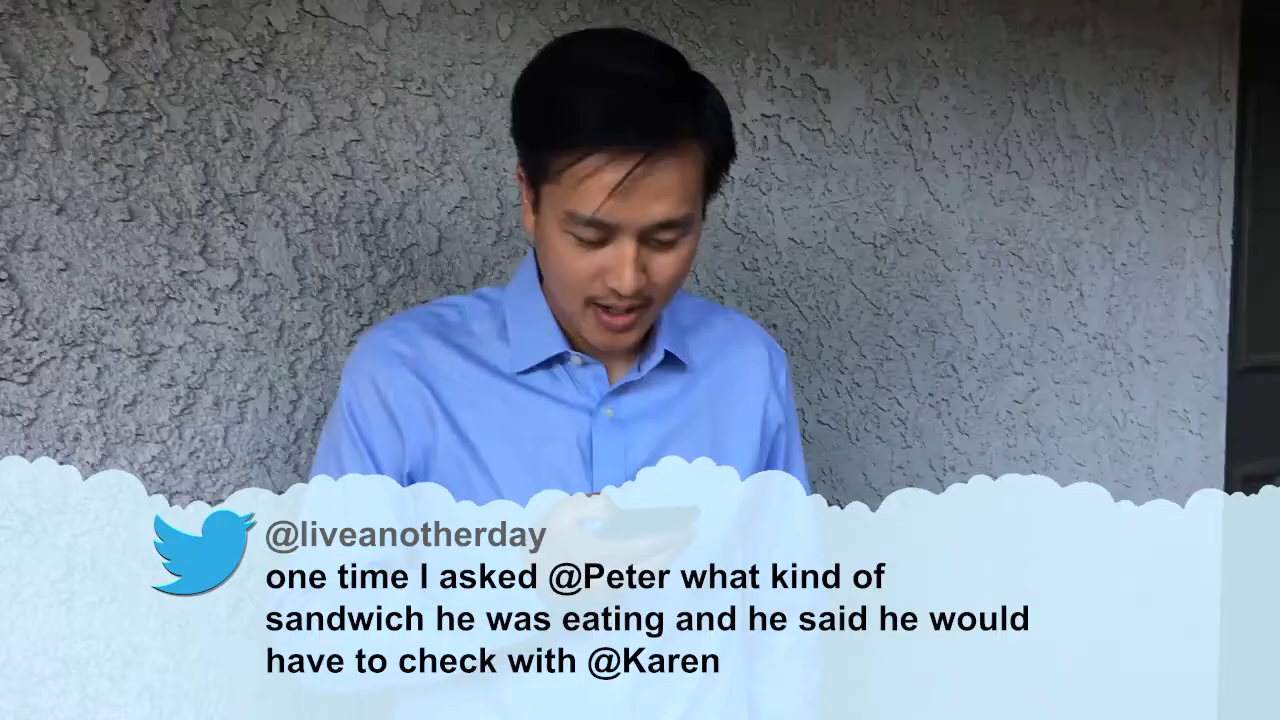 @liveanotherday
one time I asked @Peter what kind of
sandwich he was eating and he said he would
have to check with @Karen